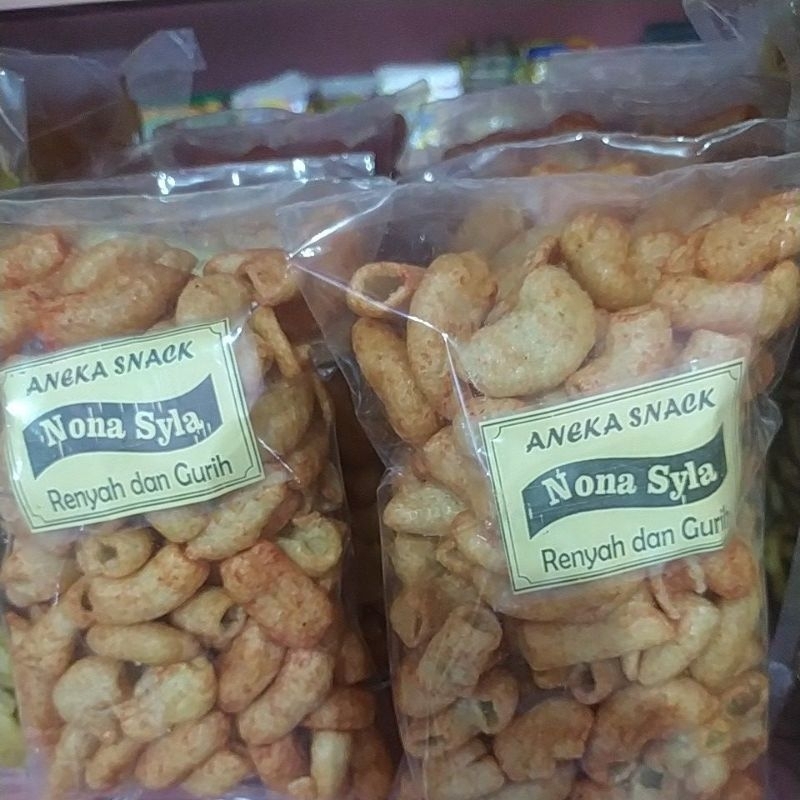 ANEKA SNACK
Nona Syla
Renyah dan Gurih
ANEKA SNACK
Nona Syla
Renyah dan Gurih